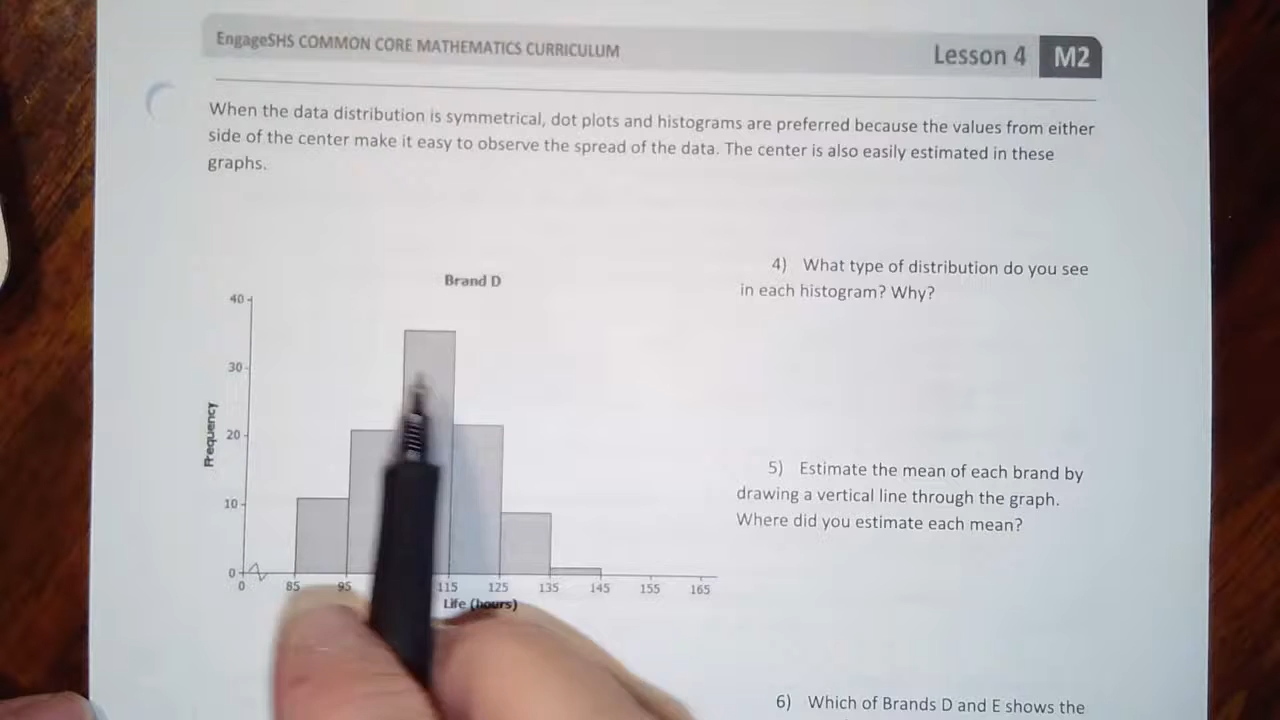 EngageSHS COMMON CORE MATHEMATICS CURRICULUM
Lesson 4
M2
When the data distribution is symmetrical, dot plots and histograms are preferred because the values from either
side of the center make it easy to observe the spread of the data. The center is also easily estimated in these
graphs.
Brand D
40
30
20
10
0
Frequency
0 85 95 115 125 135 145 155 165
Life (hours)
4) What type of distribution do you see
in each histogram? Why?
5) Estimate the mean of each brand by
drawing a vertical line through the graph.
Where did you estimate each mean?
6) Which of Brands D and E shows the